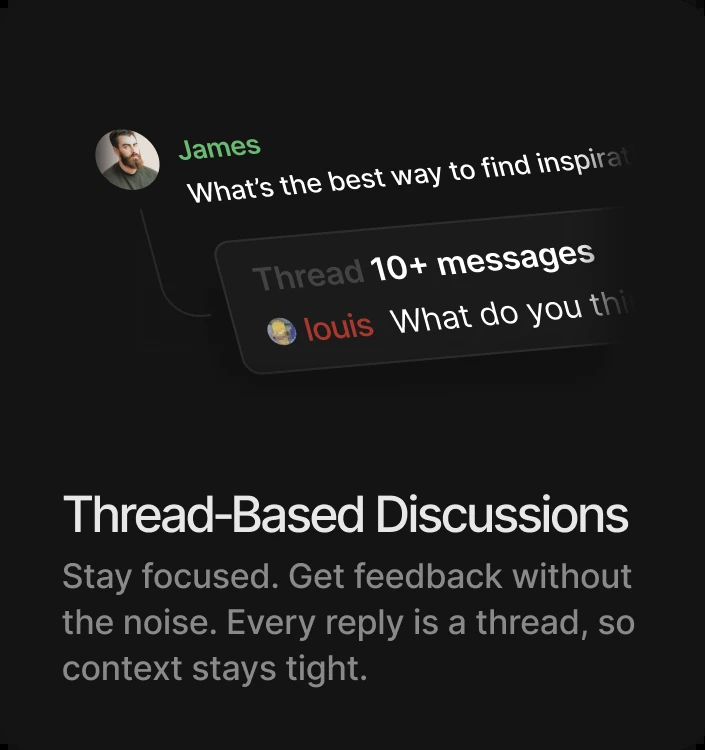 James
What's the best way to find inspirat
Thread 10+ messages
louis What do you thi
Thread-Based Discussions
Stay focused. Get feedback without
the noise. Every reply is a thread, so
context stays tight.